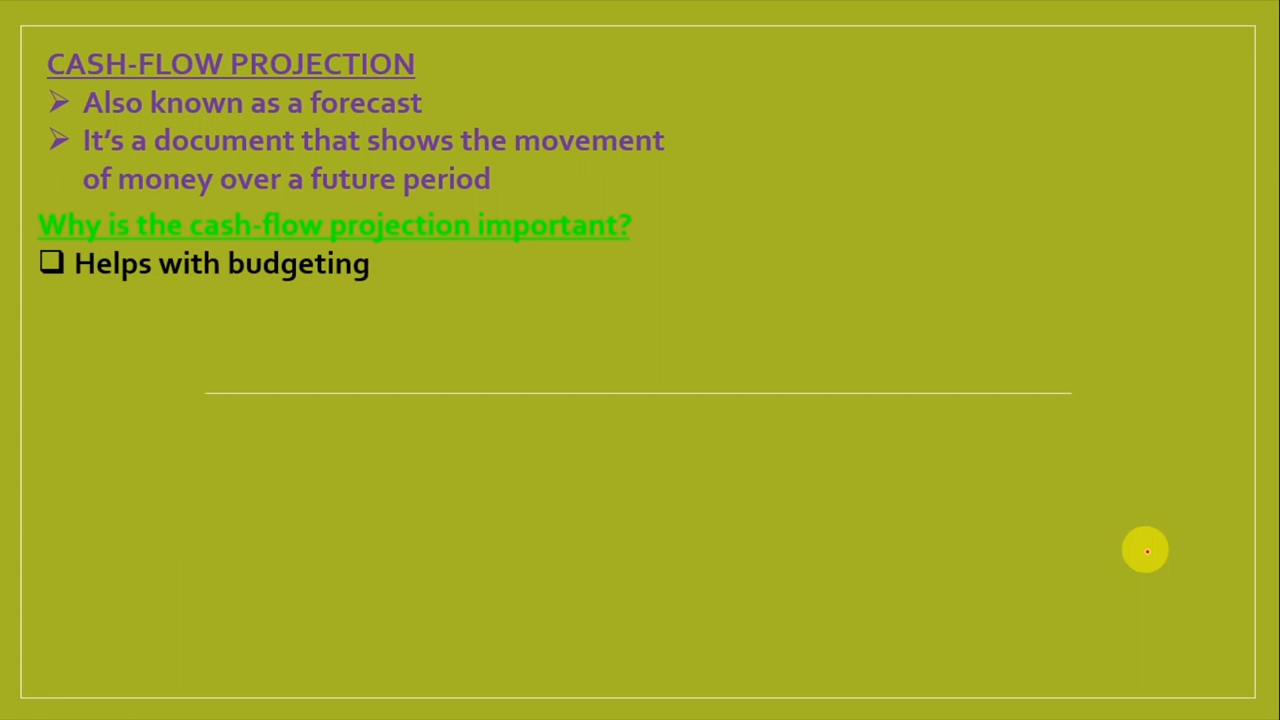 CASH-FLOW PROJECTION
➢ Also known as a forecast
➢ It’s a document that shows the movement
of money over a future period
Why is the cash-flow projection important?
❑ Helps with budgeting